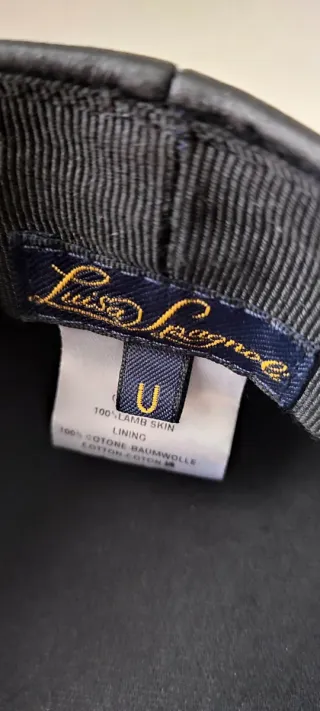 Luisa Spagnoli
U
100% LAMB SKIN
LINING
100% COTONE BAUMWOLLE
COTTON COTON